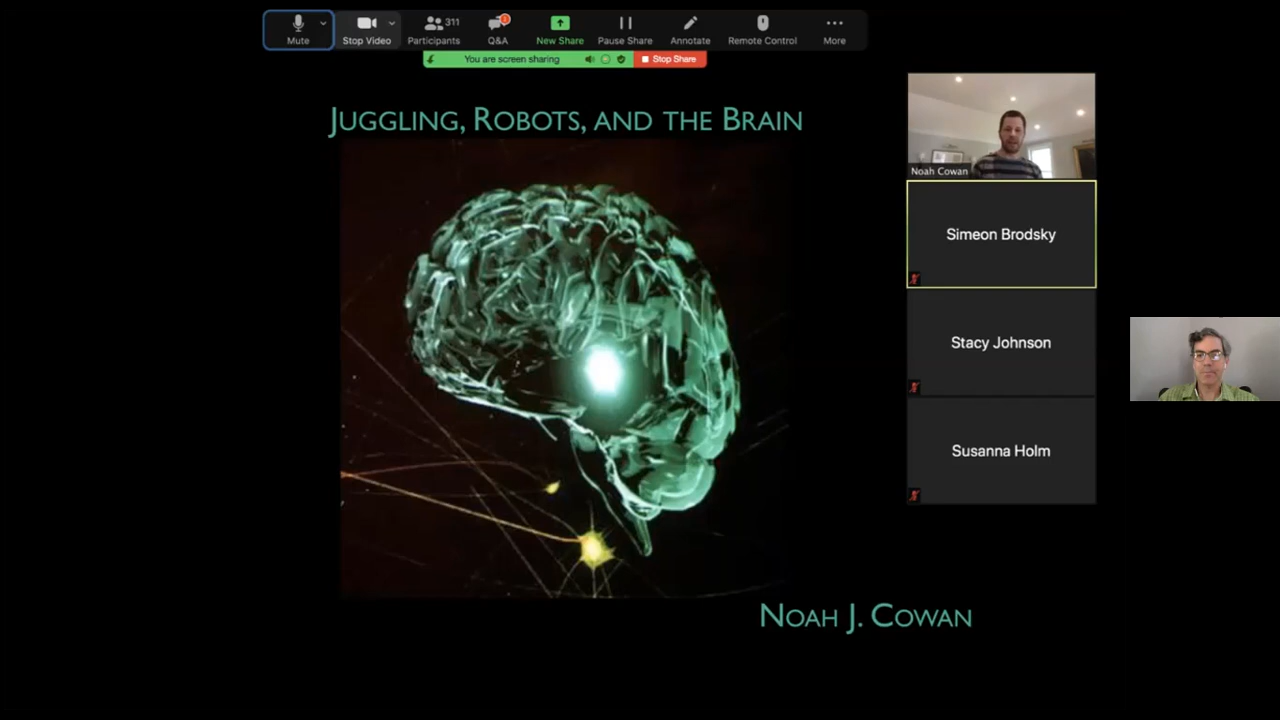 Mute
Stop Video
Participants
311
Q&A
1
New Share
Pause Share
Annotate
Remote Control
More
You are screen sharing
Stop Share
JUGGLING, ROBOTS, AND THE BRAIN
Noah Cowan
Simeon Brodsky
Stacy Johnson
Susanna Holm
NOAH J. COWAN